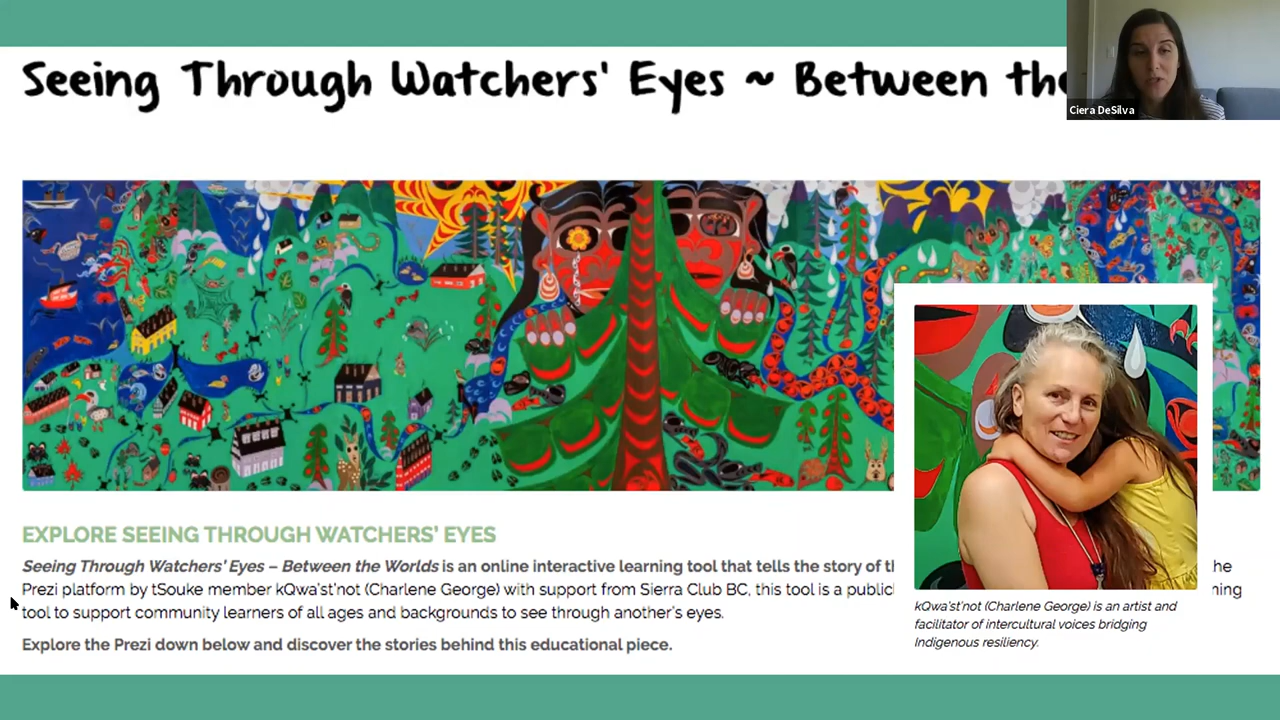 Seeing Through Watchers' Eyes ~ Between the
Ciera DeSilva
EXPLORE SEEING THROUGH WATCHERS' EYES
Seeing Through Watchers' Eyes – Between the Worlds is an online interactive learning tool that tells the story of th he
Prezi platform by tSouke member kQwa'st'not (Charlene George) with support from Sierra Club BC, this tool is a public ning
tool to support community learners of all ages and backgrounds to see through another's eyes.
Explore the Prezi down below and discover the stories behind this educational piece.
kQwa'st'not (Charlene George) is an artist and
facilitator of intercultural voices bridging
Indigenous resiliency.